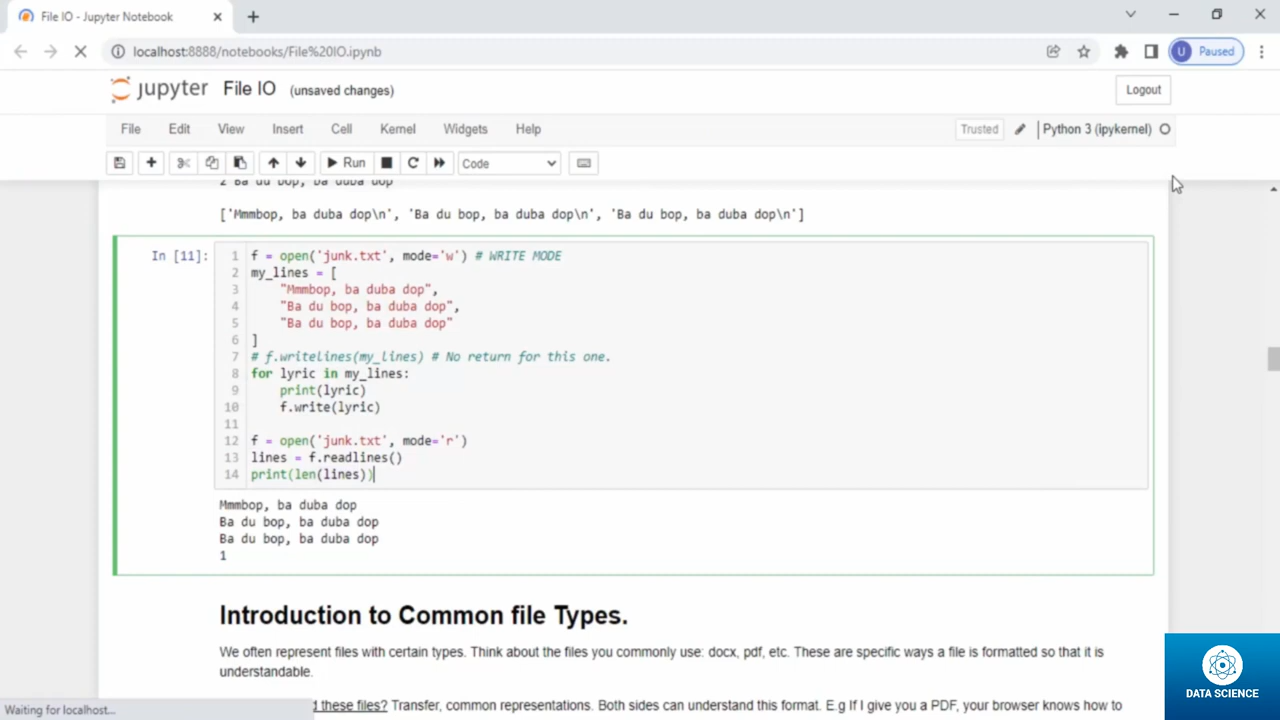 File IO - Jupyter Notebook
localhost:8888/notebooks/File%20IO.ipynb
U Paused
jupyter File IO (unsaved changes)
Logout
File Edit View Insert Cell Kernel Widgets Help
Trusted Python 3 (ipykernel)
Run Code
2 Ba du bop, ba duba dop
['Mmmbop, ba duba dop\n', 'Ba du bop, ba duba dop\n', 'Ba du bop, ba duba dop\n']
In [11]:
1 f = open('junk.txt', mode='w') # WRITE MODE
2 my_lines = [
3 "Mmmbop, ba duba dop",
4 "Ba du bop, ba duba dop",
5 "Ba du bop, ba duba dop"
6 ]
7 # f.writelines(my_lines) # No return for this one.
8 for lyric in my_lines:
9 print(lyric)
10 f.write(lyric)
11
12 f = open('junk.txt', mode='r')
13 lines = f.readlines()
14 print(len(lines))
Mmmbop, ba duba dop
Ba du bop, ba duba dop
Ba du bop, ba duba dop
1
Introduction to Common file Types.
We often represent files with certain types. Think about the files you commonly use: docx, pdf, etc. These are specific ways a file is formatted so that it is
understandable.
these files? Transfer, common representations. Both sides can understand this format. E.g If I give you a PDF, your browser knows how to
Waiting for localhost...
DATA SCIENCE